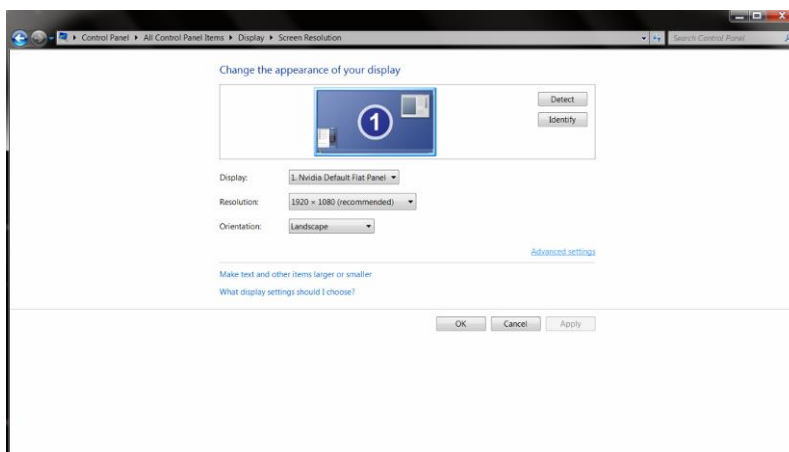 Control Panel ▸ All Control Panel Items ▸ Display ▸ Screen Resolution
Search Control Panel
Change the appearance of your display
1
Detect
Identify
Display:
1. Nvidia Default Flat Panel
Resolution:
1920 × 1080 (recommended)
Orientation:
Landscape
Advanced settings
Make text and other items larger or smaller
What display settings should I choose?
OK
Cancel
Apply